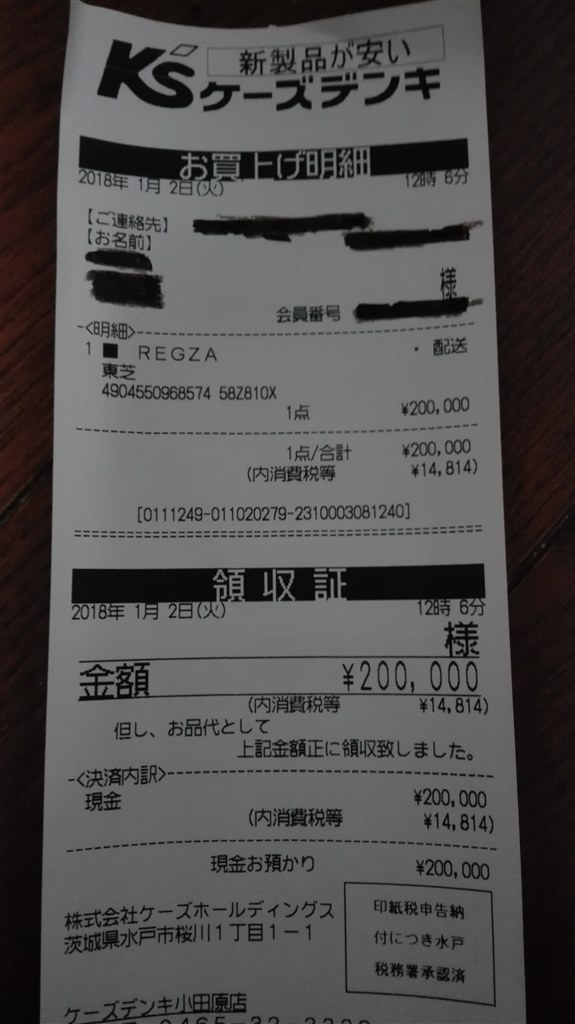 新製品が安い
K'S ケーズデンキ
お買上げ明細
2018年 1月 2日(火) 12時 6分
【ご連絡先】
【お名前】
様
会員番号
-<明細>-
1 ■ REGZA ・ 配送
東芝
4904550968574 58Z810X
1点 ¥200,000
1点/合計 ¥200,000
(内消費税等 ¥14,814)
[0111249-011020279-2310003081240]
領収証
2018年 1月 2日(火) 12時 6分
様
金額 ¥200,000
(内消費税等 ¥14,814)
但し、お品代として
上記金額正に領収致しました。
-<決済内訳>-
現金 ¥200,000
(内消費税等 ¥14,814)
現金お預かり ¥200,000
株式会社ケーズホールディングス
茨城県水戸市桜川1丁目1-1
印紙税申告納
付につき水戸
税務署承認済
ケーズデンキ小田原店